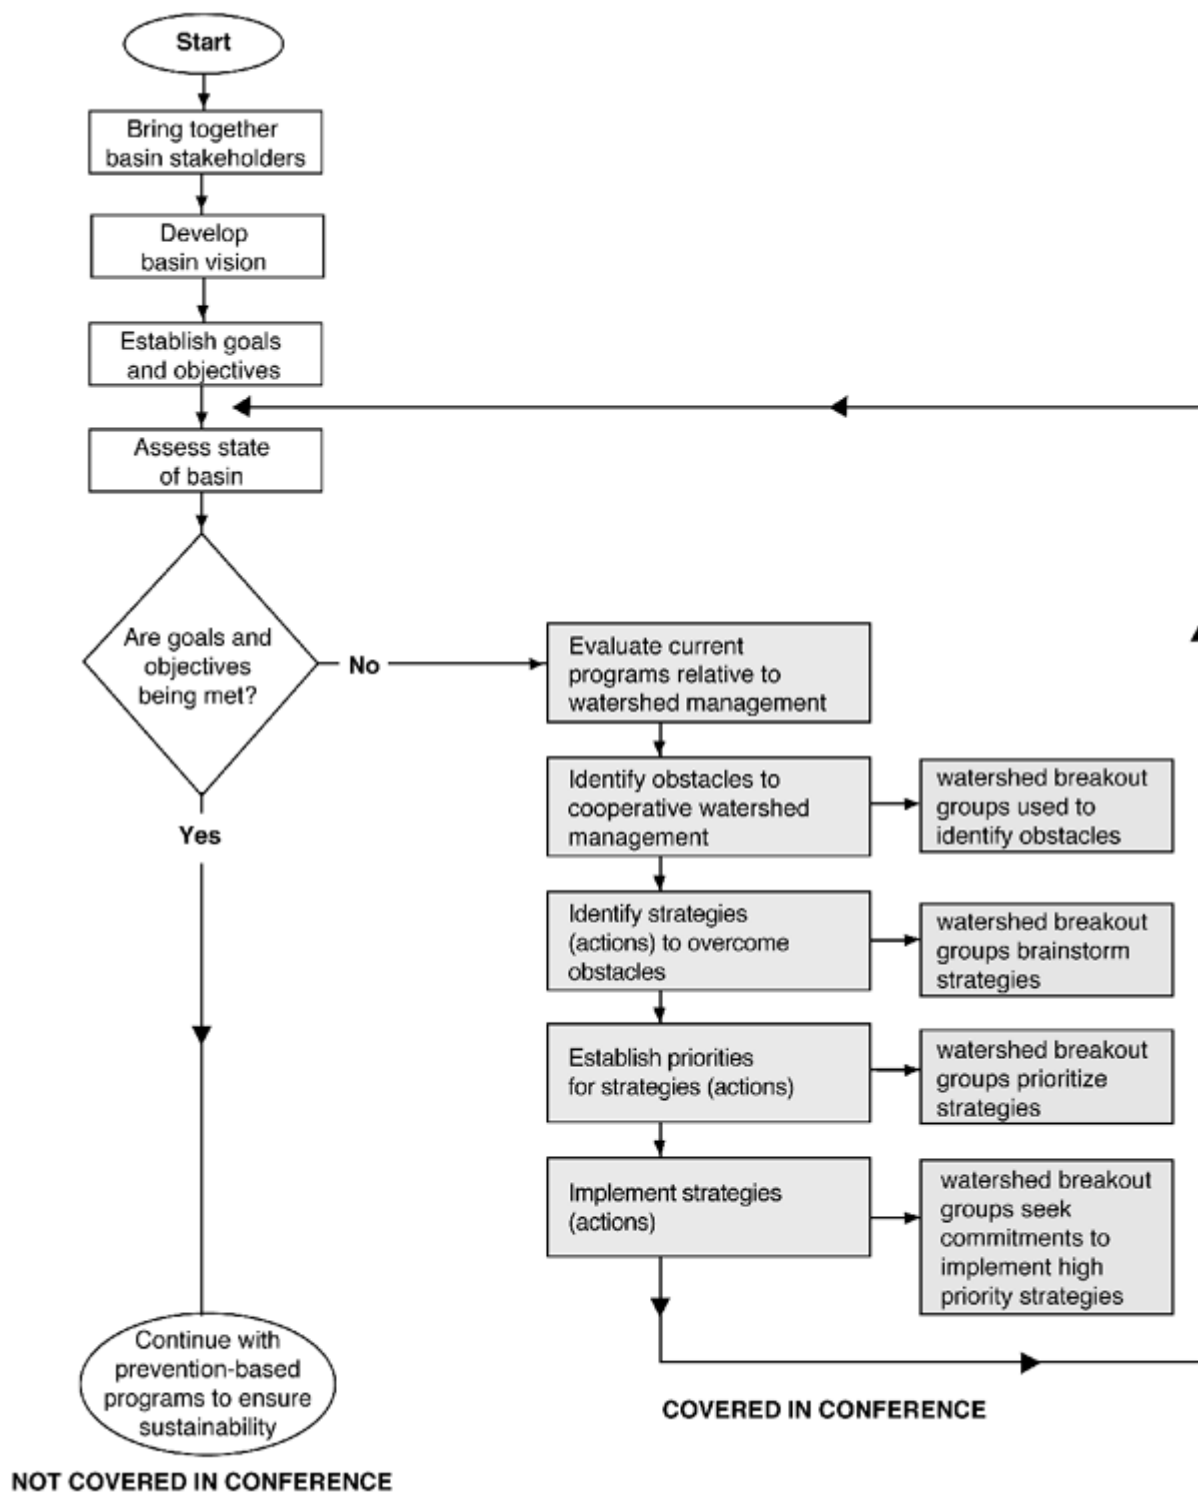 Start
Bring together
basin stakeholders
Develop
basin vision
Establish goals
and objectives
Assess state
of basin
Are goals and
objectives
being met?
No
Yes
Continue with
prevention-based
programs to ensure
sustainability
NOT COVERED IN CONFERENCE
Evaluate current
programs relative to
watershed management
Identify obstacles to
cooperative watershed
management
watershed breakout
groups used to
identify obstacles
Identify strategies
(actions) to overcome
obstacles
watershed breakout
groups brainstorm
strategies
Establish priorities
for strategies (actions)
watershed breakout
groups prioritize
strategies
Implement strategies
(actions)
watershed breakout
groups seek
commitments to
implement high
priority strategies
COVERED IN CONFERENCE